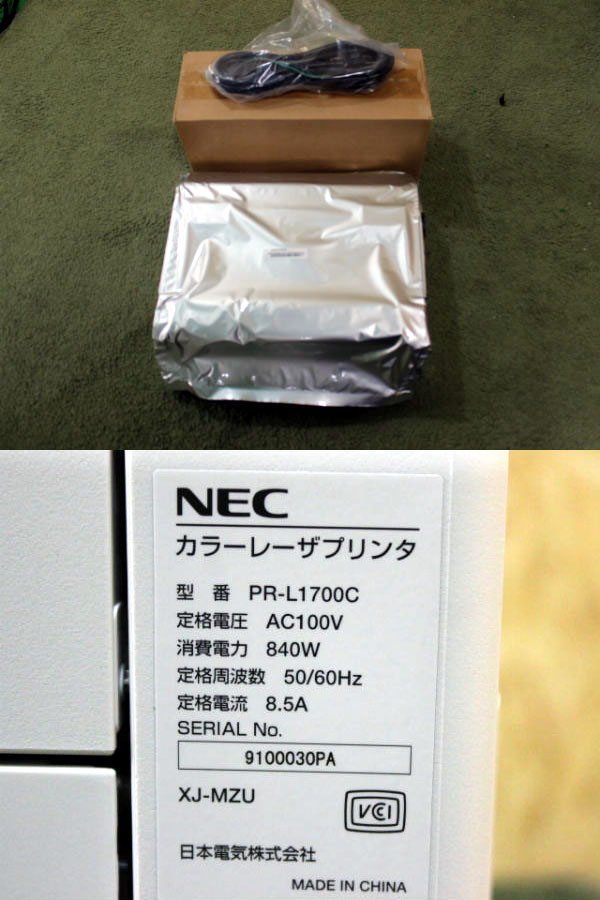 NEC
カラーレーザプリンタ
型 番 PR-L1700C
定格電圧 AC100V
消費電力 840W
定格周波数 50/60Hz
定格電流 8.5A
SERIAL No.
9100030PA
XJ-MZU
VCCI
日本電気株式会社
MADE IN CHINA